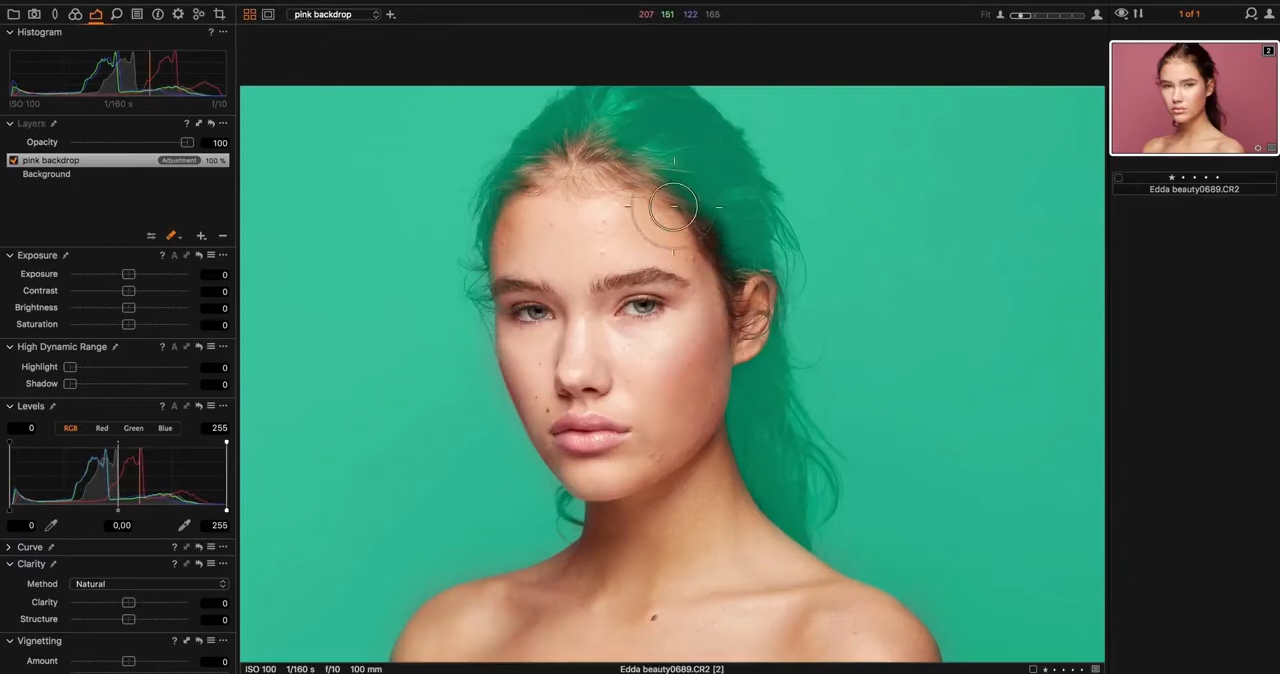 pink backdrop
207 151 122 165
Fit
1 of 1
Histogram
ISO 100 1/160 s f/10
Layers
Opacity 100
pink backdrop Adjustment 100 %
Background
Exposure
Exposure 0
Contrast 0
Brightness 0
Saturation 0
High Dynamic Range
Highlight 0
Shadow 0
Levels
0 RGB Red Green Blue 255
0 0,00 255
Curve
Clarity
Method Natural
Clarity 0
Structure 0
Vignetting
Amount 0
ISO 100 1/160 s f/10 100 mm
Edda beauty0689.CR2 [2]
2
Edda beauty0689.CR2